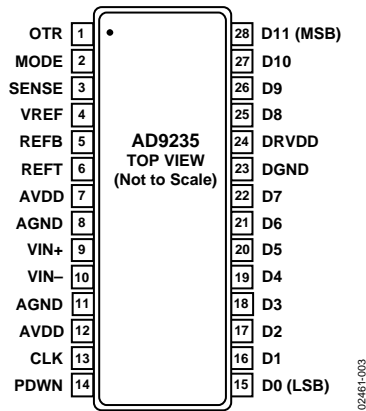 OTR 1 28 D11 (MSB)
MODE 2 27 D10
SENSE 3 26 D9
VREF 4 25 D8
REFB 5 AD9235 24 DRVDD
REFT 6 TOP VIEW 23 DGND
AVDD 7 (Not to Scale) 22 D7
AGND 8 21 D6
VIN+ 9 20 D5
VIN– 10 19 D4
AGND 11 18 D3
AVDD 12 17 D2
CLK 13 16 D1
PDWN 14 15 D0 (LSB)
02461-003